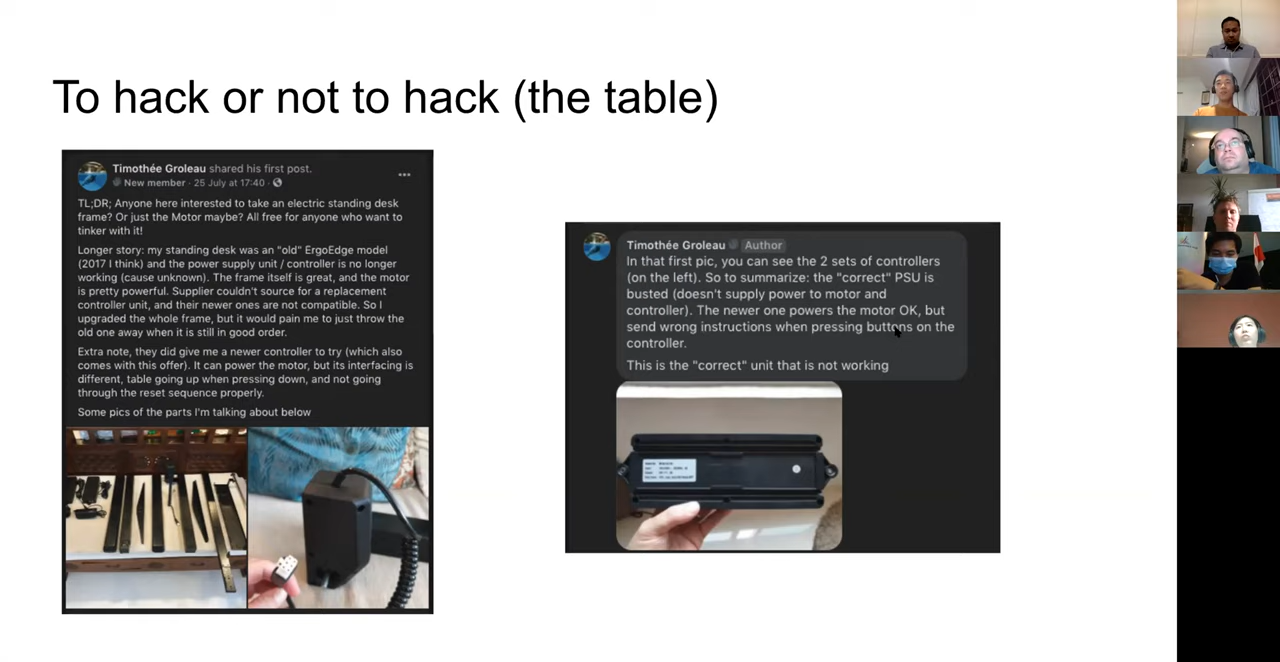 To hack or not to hack (the table)
Timothée Groleau shared his first post.
New member · 25 July at 17:40 ·
TL;DR; Anyone here interested to take an electric standing desk
frame? Or just the Motor maybe? All free for anyone who want to
tinker with it!
Longer story: my standing desk was an "old" ErgoEdge model
(2017 I think) and the power supply unit / controller is no longer
working (cause unknown). The frame itself is great, and the motor
is pretty powerful. Supplier couldn't source for a replacement
controller unit, and their newer ones are not compatible. So I
upgraded the whole frame, but it would pain me to just throw the
old one away when it is still in good order.
Extra note, they did give me a newer controller to try (which also
comes with this offer). It can power the motor, but its interfacing is
different, table going up when pressing down, and not going
through the reset sequence properly.
Some pics of the parts I'm talking about below
Timothée Groleau Author
In that first pic, you can see the 2 sets of controllers
(on the left). So to summarize: the "correct" PSU is
busted (doesn't supply power to motor and
controller). The newer one powers the motor OK, but
send wrong instructions when pressing buttons on the
controller.
This is the "correct" unit that is not working